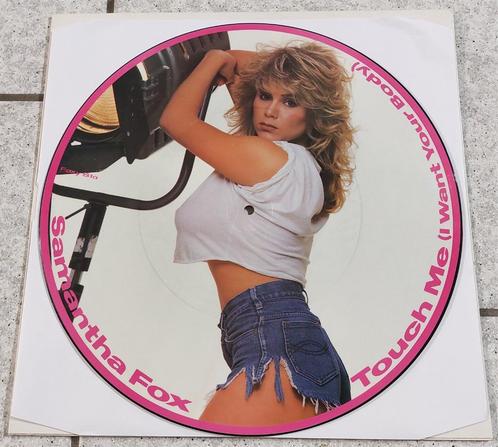 Samantha Fox
Touch Me (I Want Your Body)